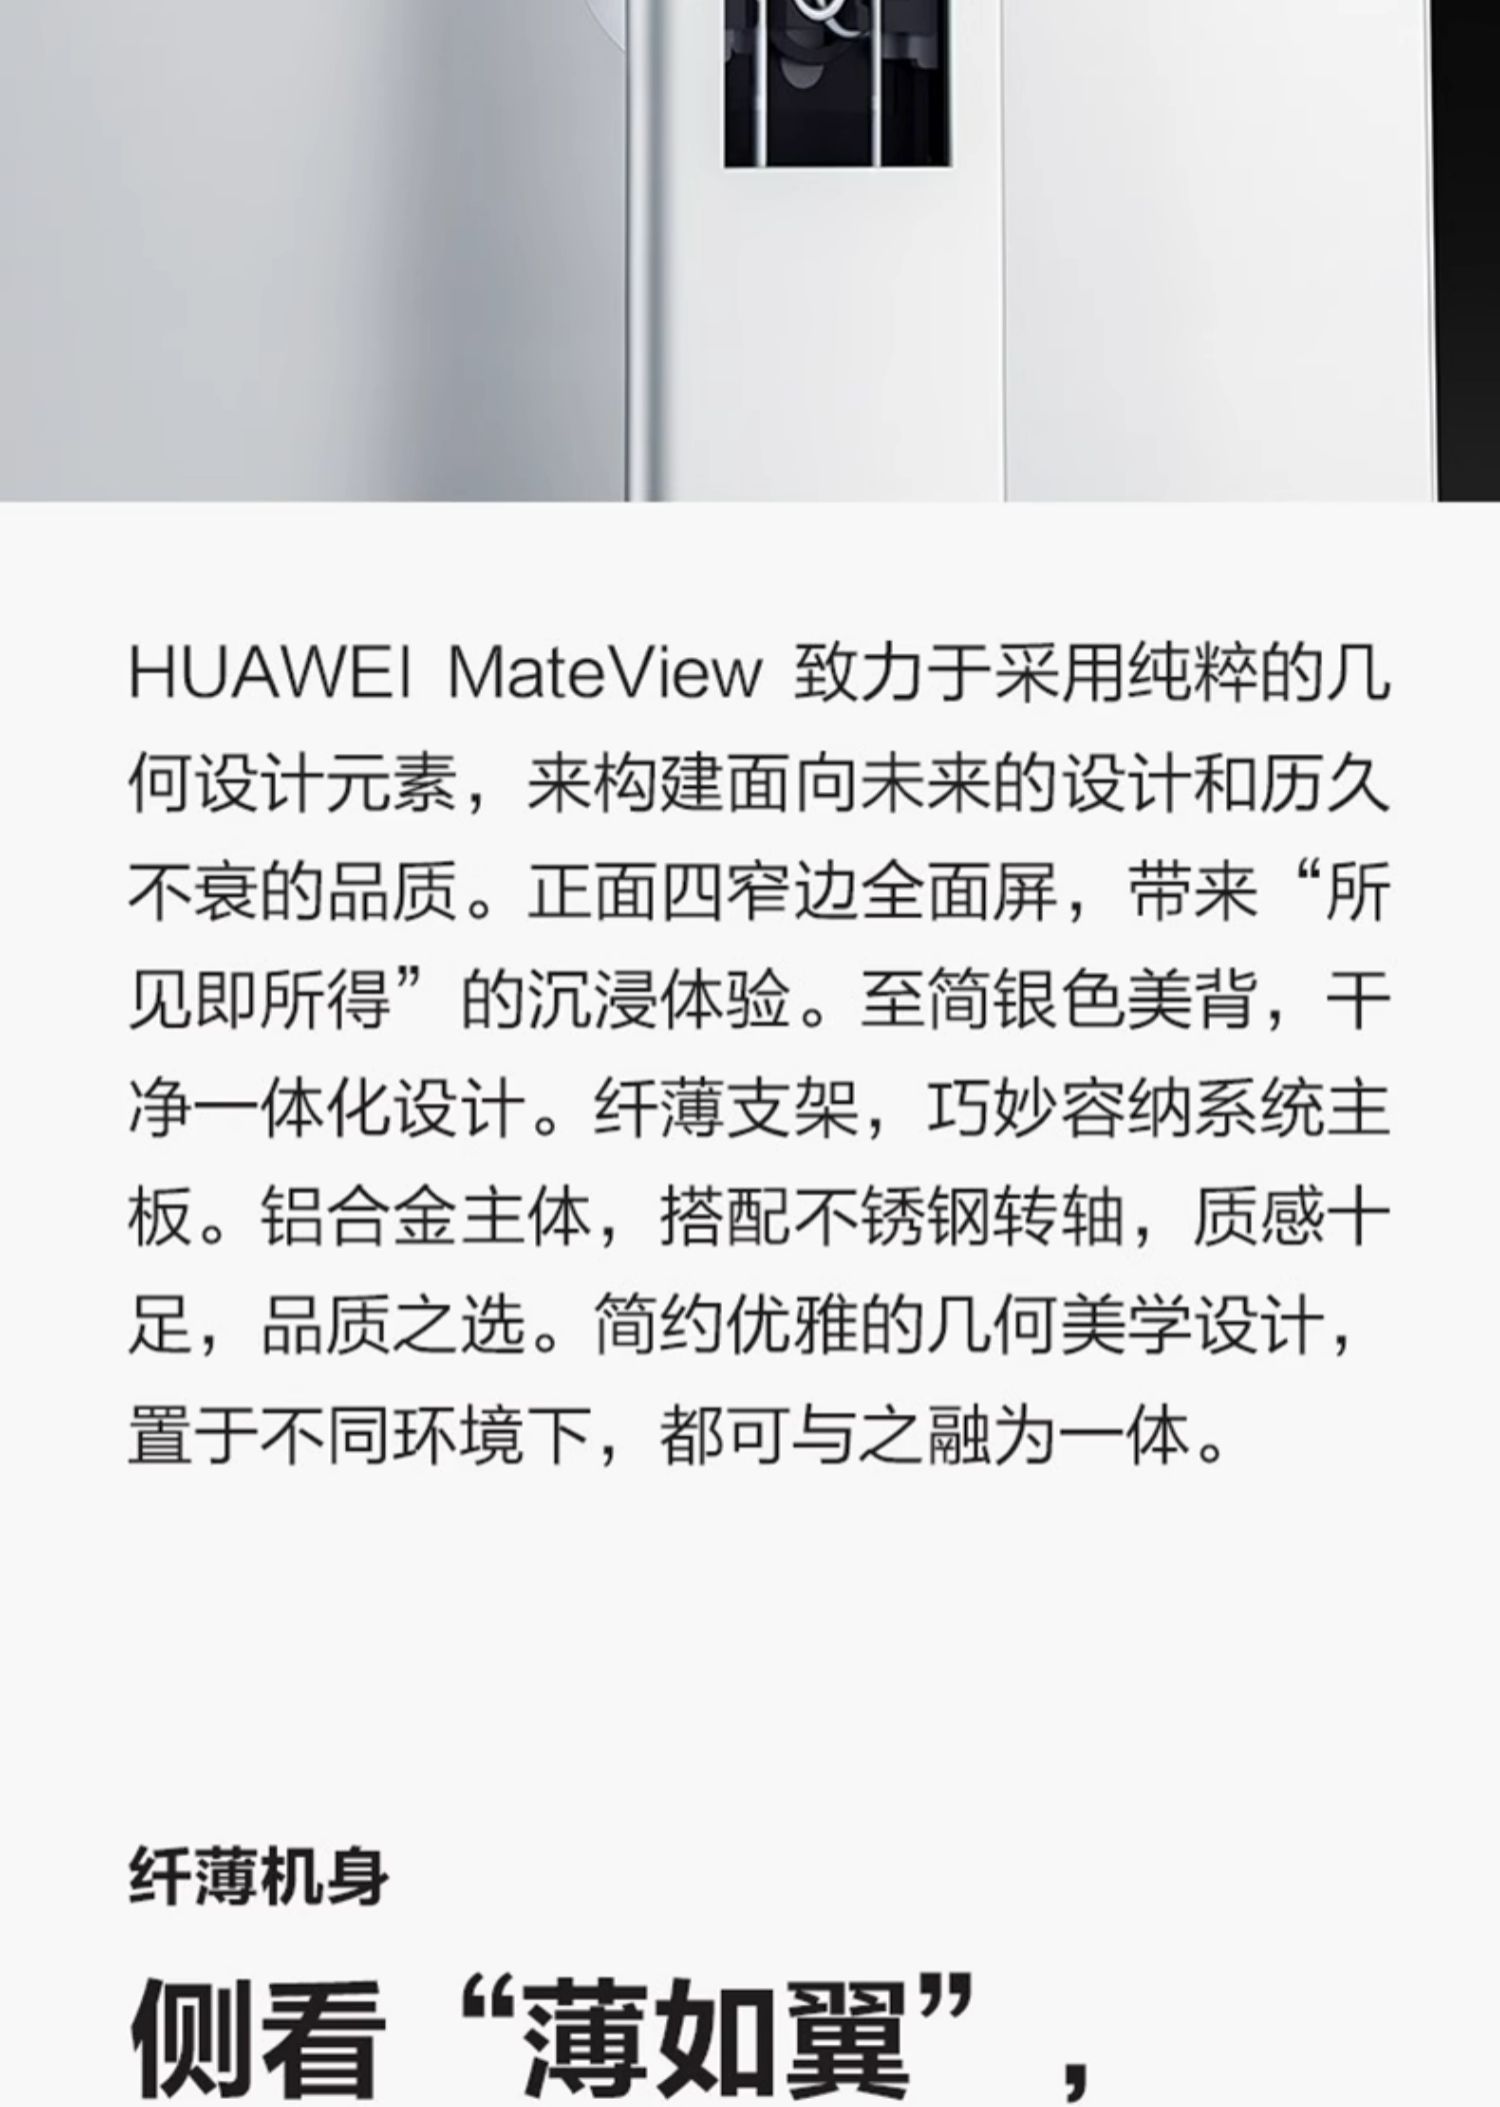 HUAWEI MateView 致力于采用纯粹的几
何设计元素，来构建面向未来的设计和历久
不衰的品质。正面四窄边全面屏，带来“所
见即所得”的沉浸体验。至简银色美背，干
净一体化设计。纤薄支架，巧妙容纳系统主
板。铝合金主体，搭配不锈钢转轴，质感十
足，品质之选。简约优雅的几何美学设计，
置于不同环境下，都可与之融为一体。
纤薄机身
侧看“薄如翼”，